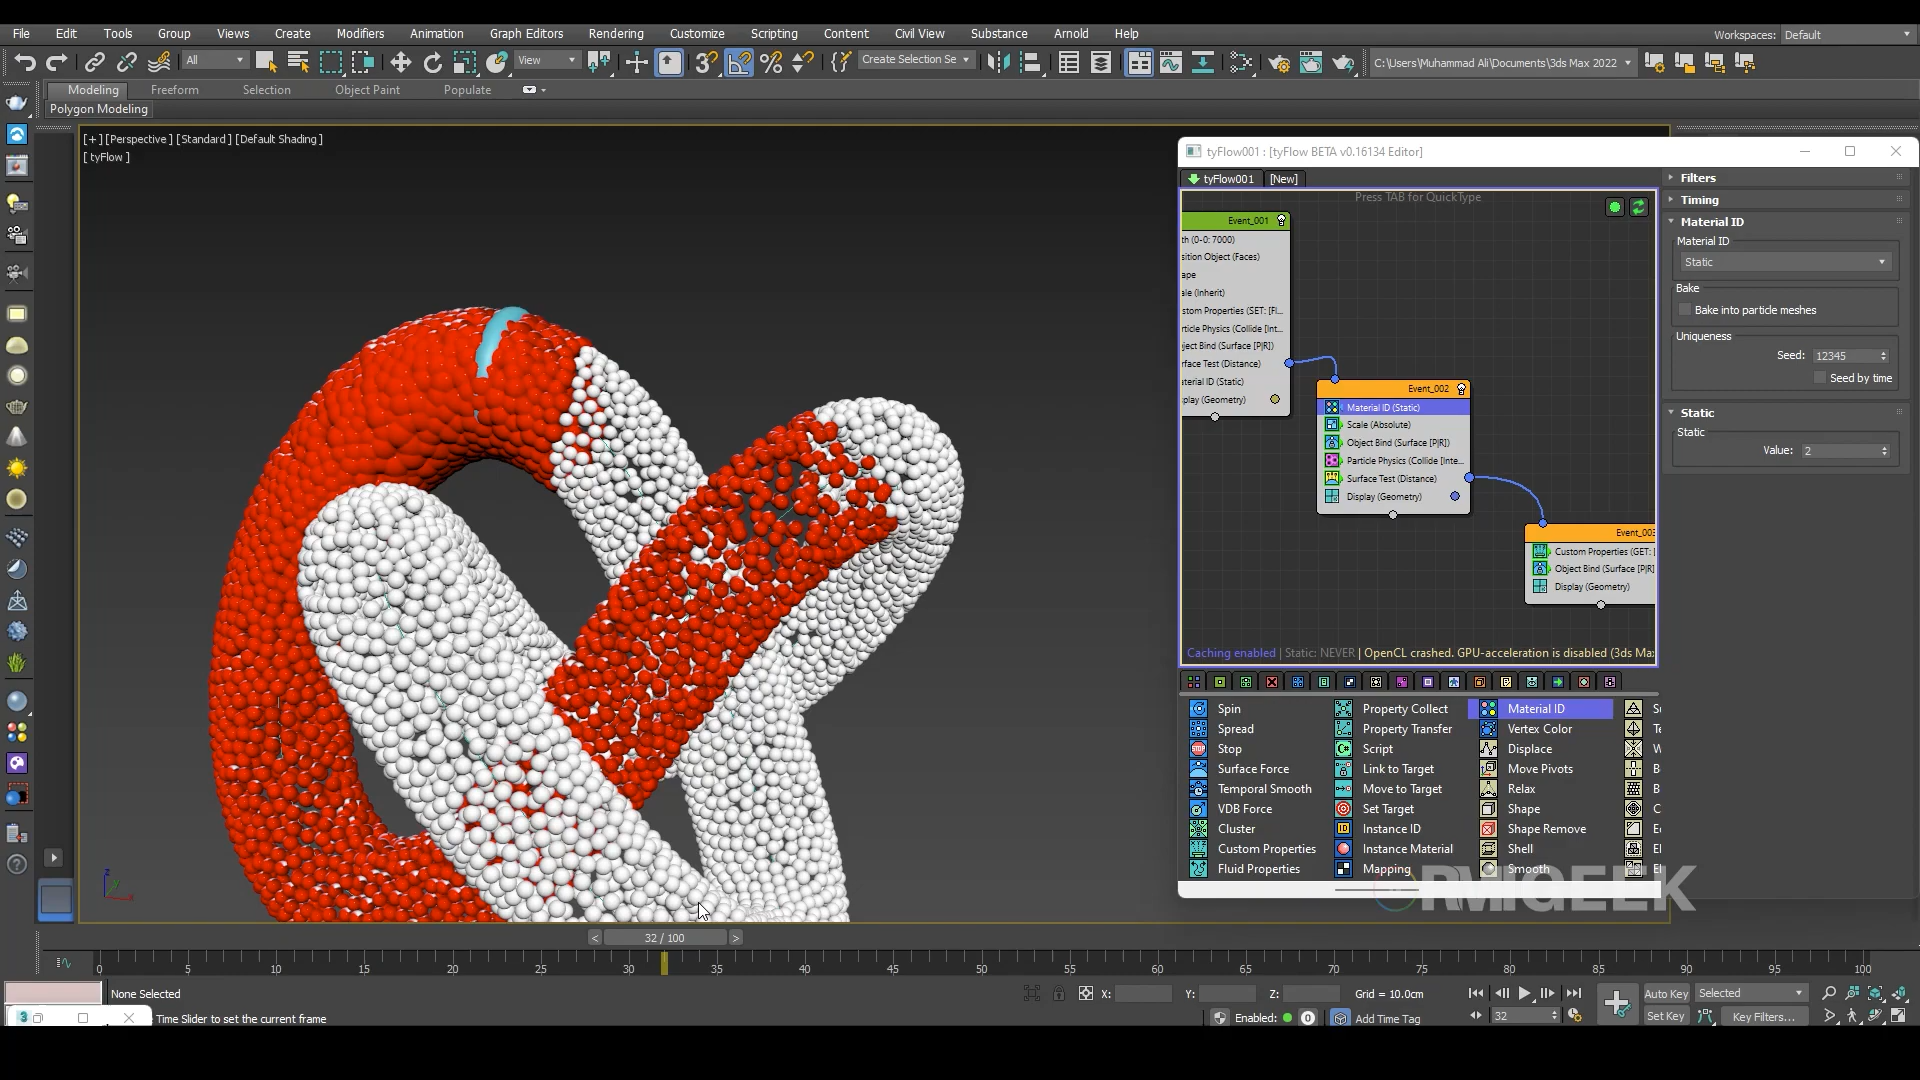 File Edit Tools Group Views Create Modifiers Animation Graph Editors Rendering Customize Scripting Content Civil View Substance Arnold Help
Workspaces: Default
All
View
Create Selection Se
C:\Users\Muhammad Ali\Documents\3ds Max 2022
Modeling Freeform Selection Object Paint Populate
Polygon Modeling
[+] [Perspective] [Standard] [Default Shading]
[ tyFlow ]
tyFlow001 : [tyFlow BETA v0.16134 Editor]
tyFlow001 [New]
Press TAB for QuickType
Event_001
th (0-0: 7000)
sition Object (Faces)
ape
ale (Inherit)
stom Properties (SET: [Fl...
rticle Physics (Collide [Int...
ject Bind (Surface [P|R])
rface Test (Distance)
aterial ID (Static)
play (Geometry)
Event_002
Material ID (Static)
Scale (Absolute)
Object Bind (Surface [P|R])
Particle Physics (Collide [Inte...
Surface Test (Distance)
Display (Geometry)
Event_003
Custom Properties (GET: [
Object Bind (Surface [P|R]
Display (Geometry)
Caching enabled | Static: NEVER | OpenCL crashed. GPU-acceleration is disabled (3ds Max
Filters
Timing
Material ID
Material ID
Static
Bake
Bake into particle meshes
Uniqueness
Seed: 12345
Seed by time
Static
Static
Value: 2
Spin Property Collect Material ID
Spread Property Transfer Vertex Color
Stop Script Displace
Surface Force Link to Target Move Pivots
Temporal Smooth Move to Target Relax
VDB Force Set Target Shape
Cluster Instance ID Shape Remove
Custom Properties Instance Material Shell
Fluid Properties Mapping Smooth
< 32 / 100 >
0 5 10 15 20 25 30 35 40 45 50 55 60 65 70 75 80 85 90 95 100
None Selected
X: Y: Z: Grid = 10.0cm
Auto Key Selected
Time Slider to set the current frame
Enabled: 0 Add Time Tag
32
Set Key Key Filters...